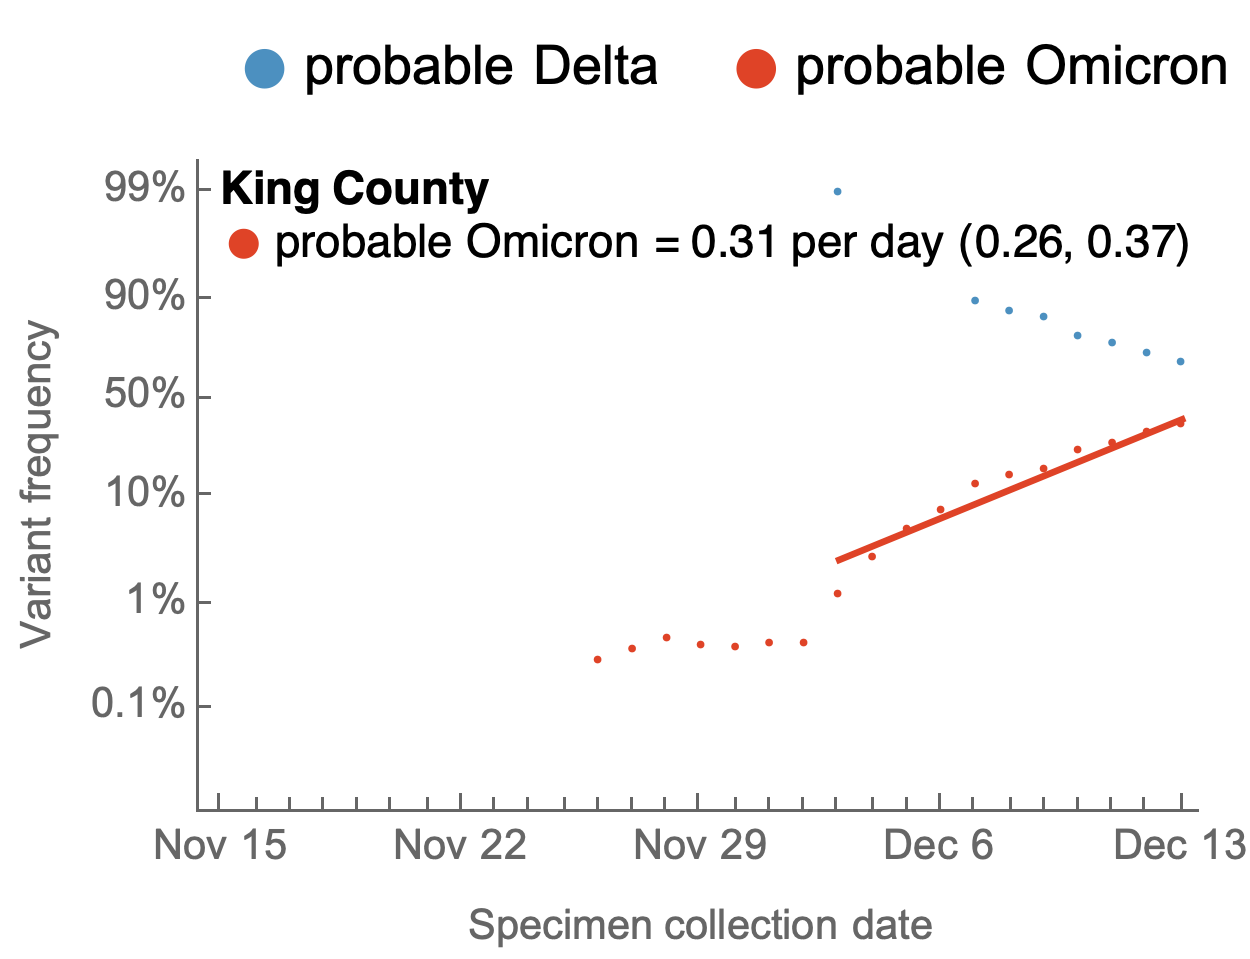 probable Delta probable Omicron
King County
probable Omicron = 0.31 per day (0.26, 0.37)
99%
90%
50%
10%
1%
0.1%
Variant frequency
Nov 15 Nov 22 Nov 29 Dec 6 Dec 13
Specimen collection date